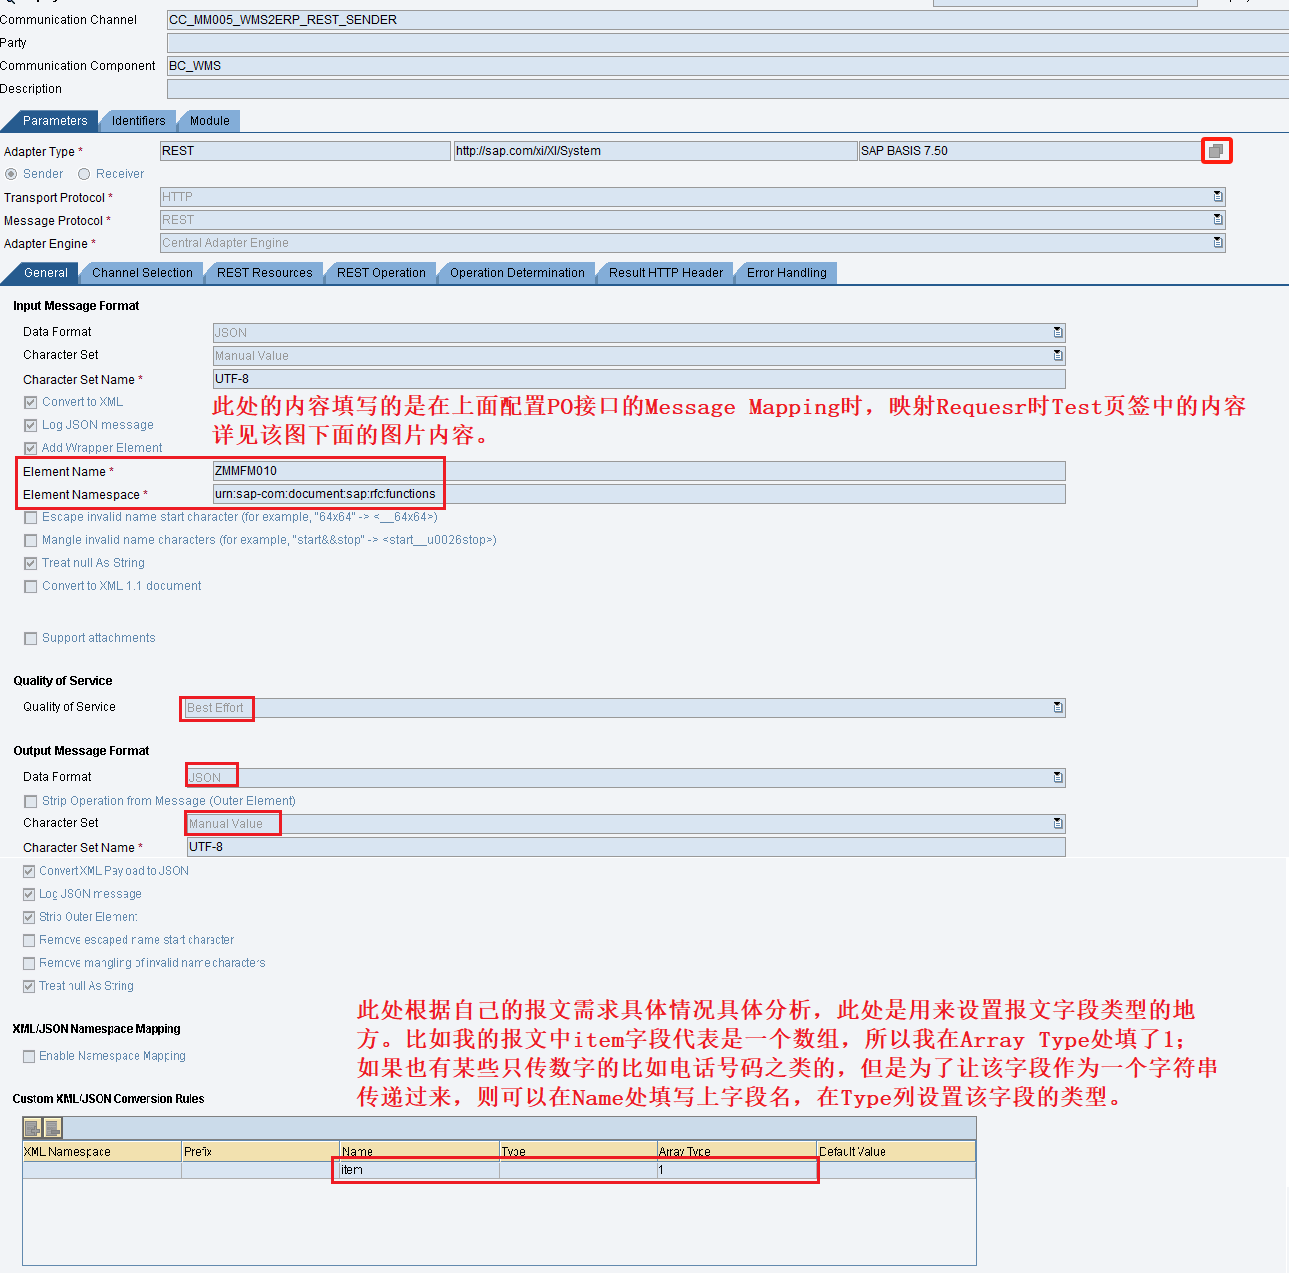 Communication Channel CC_MM005_WMS2ERP_REST_SENDER
Party
Communication Component BC_WMS
Description
Parameters Identifiers Module
Adapter Type * REST http://sap.com/xi/XI/System SAP BASIS 7.50
Sender Receiver
Transport Protocol * HTTP
Message Protocol * REST
Adapter Engine * Central Adapter Engine
General Channel Selection REST Resources REST Operation Operation Determination Result HTTP Header Error Handling
Input Message Format
Data Format JSON
Character Set Manual Value
Character Set Name * UTF-8
Convert to XML
此处的内容填写的是在上面配置PO接口的Message Mapping时，映射Requesr时Test页签中的内容
Log JSON message
详见该图下面的图片内容。
Add Wrapper Element
Element Name * ZMMFM010
Element Namespace * urn:sap-com:document:sap:rfc:functions
Escape invalid name start character (for example, "64x64" -> <__64x64>)
Mangle invalid name characters (for example, "start&&stop" -> <start__u0026stop>)
Treat null As String
Convert to XML 1.1 document
Support attachments
Quality of Service
Quality of Service Best Effort
Output Message Format
Data Format JSON
Strip Operation from Message (Outer Element)
Character Set Manual Value
Character Set Name * UTF-8
Convert XML Payload to JSON
Log JSON message
Strip Outer Element
Remove escaped name start character
Remove mangling of invalid name characters
Treat null As String
此处根据自己的报文需求具体情况具体分析，此处是用来设置报文字段类型的地
方。比如我的报文中item字段代表是一个数组，所以我在Array Type处填了1；
如果也有某些只传数字的比如电话号码之类的，但是为了让该字段作为一个字符串
传递过来，则可以在Name处填写上字段名，在Type列设置该字段的类型。
XML/JSON Namespace Mapping
Enable Namespace Mapping
Custom XML/JSON Conversion Rules
XML Namespace Prefix Name Type Array Type Default Value
item 1